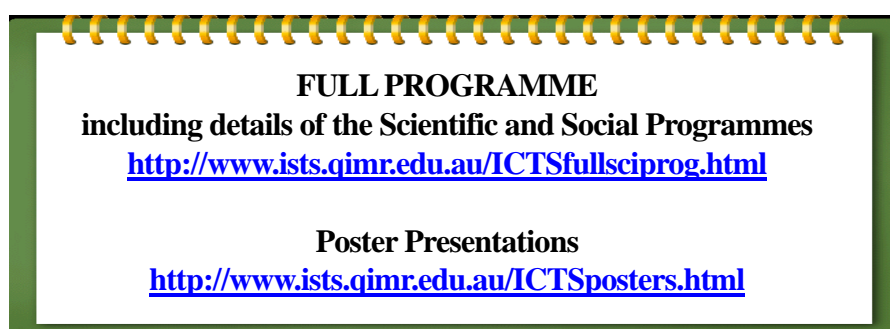 FULL PROGRAMME
including details of the Scientific and Social Programmes
http://www.ists.qimr.edu.au/ICTSfullsciprog.html
Poster Presentations
http://www.ists.qimr.edu.au/ICTSposters.html